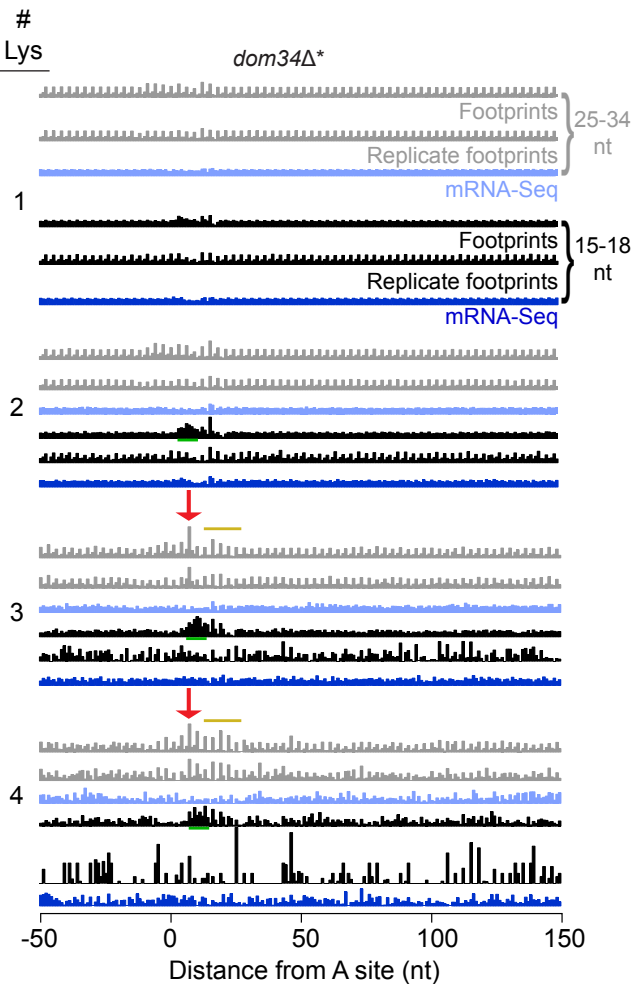 #
Lys
dom34Δ*
Footprints
Replicate footprints
mRNA-Seq
25-34
nt
1
Footprints
Replicate footprints
mRNA-Seq
15-18
nt
2
3
4
-50 0 50 100 150
Distance from A site (nt)